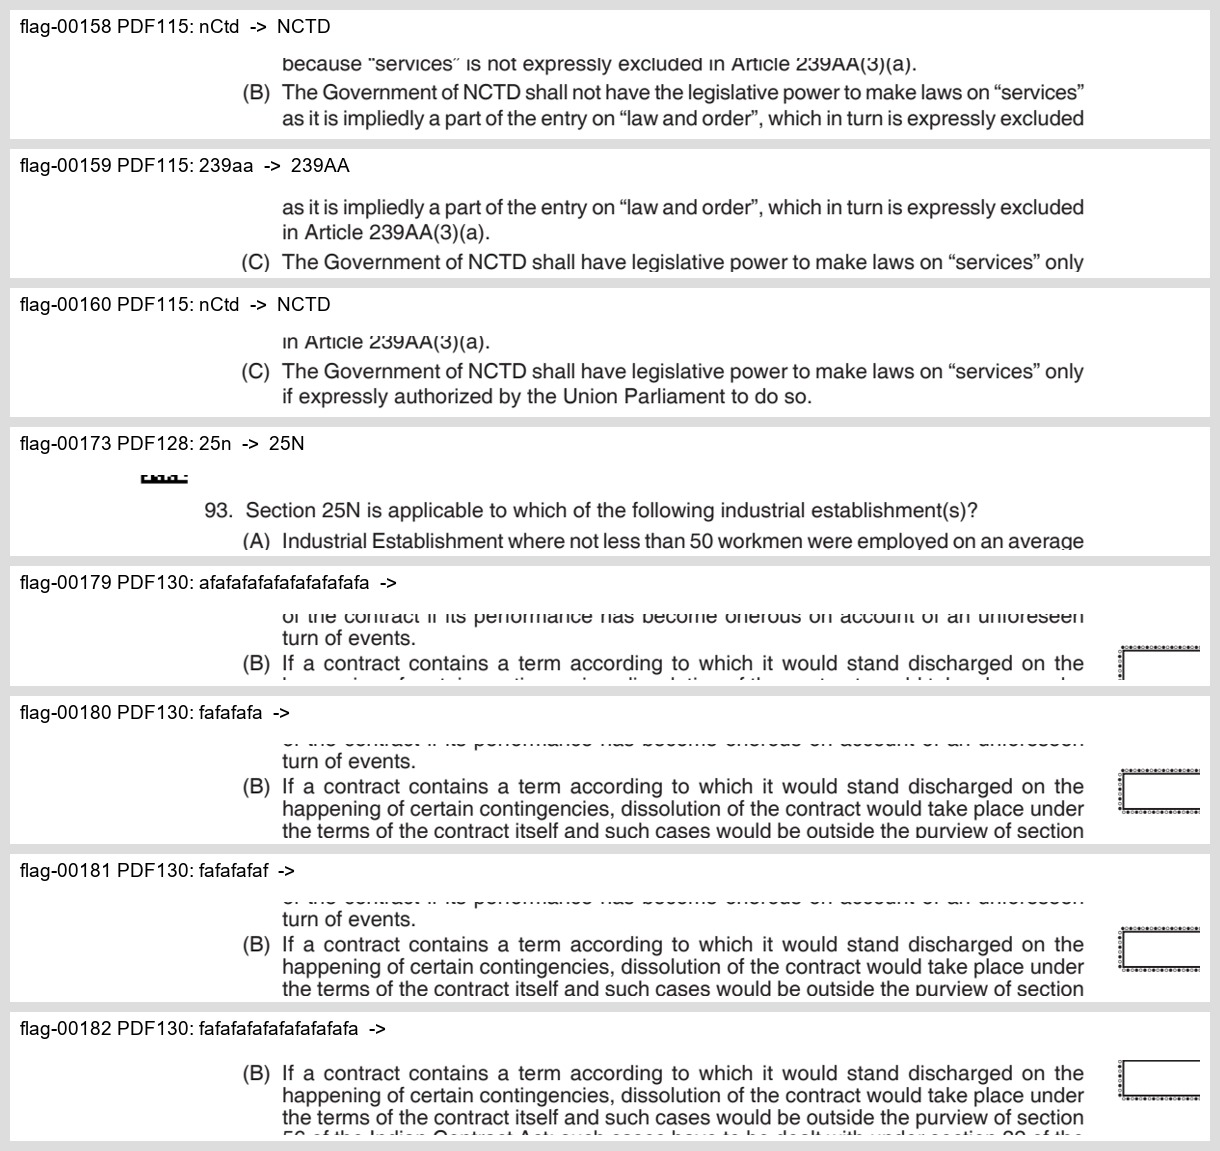 flag-00158 PDF115: nCtd -> NCTD
because “services” is not expressly excluded in Article 239AA(3)(a).
(B) The Government of NCTD shall not have the legislative power to make laws on “services”
as it is impliedly a part of the entry on “law and order”, which in turn is expressly excluded
flag-00159 PDF115: 239aa -> 239AA
as it is impliedly a part of the entry on “law and order”, which in turn is expressly excluded
in Article 239AA(3)(a).
(C) The Government of NCTD shall have legislative power to make laws on “services” only
flag-00160 PDF115: nCtd -> NCTD
in Article 239AA(3)(a).
(C) The Government of NCTD shall have legislative power to make laws on “services” only
if expressly authorized by the Union Parliament to do so.
flag-00173 PDF128: 25n -> 25N
93. Section 25N is applicable to which of the following industrial establishment(s)?
(A) Industrial Establishment where not less than 50 workmen were employed on an average
flag-00179 PDF130: afafafafafafafafafafa ->
of the contract if its performance has become onerous on account of an unforeseen
turn of events.
(B) If a contract contains a term according to which it would stand discharged on the
flag-00180 PDF130: fafafafa ->
turn of events.
(B) If a contract contains a term according to which it would stand discharged on the
happening of certain contingencies, dissolution of the contract would take place under
the terms of the contract itself and such cases would be outside the purview of section
flag-00181 PDF130: fafafafaf ->
turn of events.
(B) If a contract contains a term according to which it would stand discharged on the
happening of certain contingencies, dissolution of the contract would take place under
the terms of the contract itself and such cases would be outside the purview of section
flag-00182 PDF130: fafafafafafafafafafa ->
(B) If a contract contains a term according to which it would stand discharged on the
happening of certain contingencies, dissolution of the contract would take place under
the terms of the contract itself and such cases would be outside the purview of section